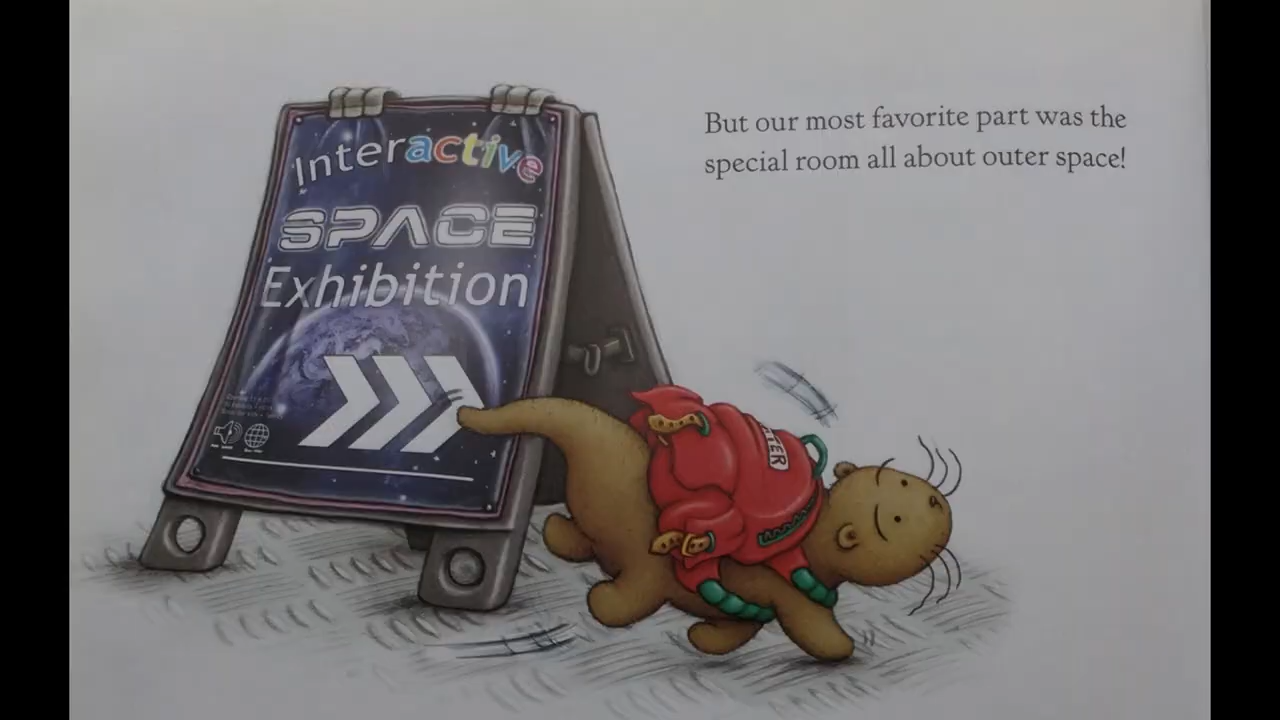 Interactive
SPACE
Exhibition
But our most favorite part was the
special room all about outer space!